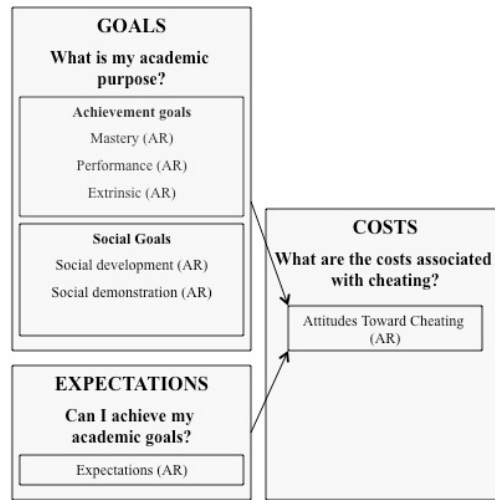 GOALS
What is my academic
purpose?
Achievement goals
Mastery (AR)
Performance (AR)
Extrinsic (AR)
Social Goals
Social development (AR)
Social demonstration (AR)
EXPECTATIONS
Can I achieve my
academic goals?
Expectations (AR)
COSTS
What are the costs associated
with cheating?
Attitudes Toward Cheating
(AR)